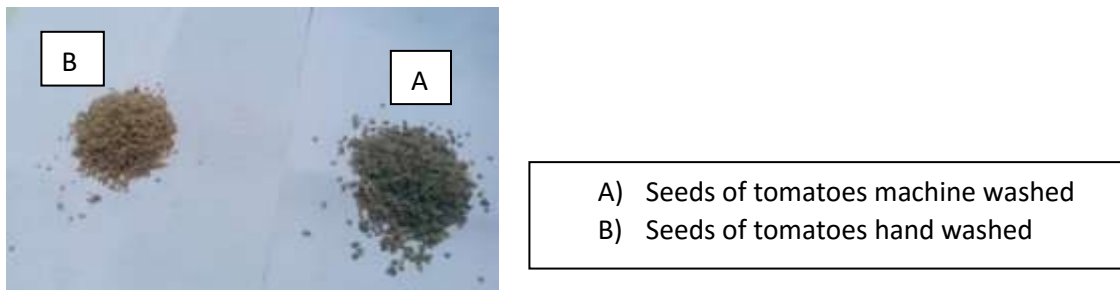 B
A
A) Seeds of tomatoes machine washed
B) Seeds of tomatoes hand washed